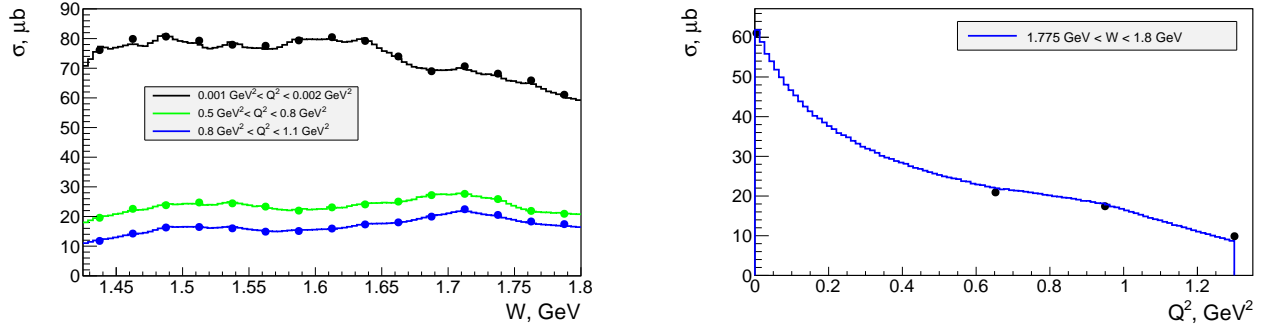 σ, μb
90
80
70
60
50
40
30
20
10
0
0.001 GeV²< Q² < 0.002 GeV²
0.5 GeV²< Q² < 0.8 GeV²
0.8 GeV² < Q² < 1.1 GeV²
1.45 1.5 1.55 1.6 1.65 1.7 1.75 1.8
W, GeV
σ, μb
60
50
40
30
20
10
0
1.775 GeV < W < 1.8 GeV
0 0.2 0.4 0.6 0.8 1 1.2
Q², GeV²